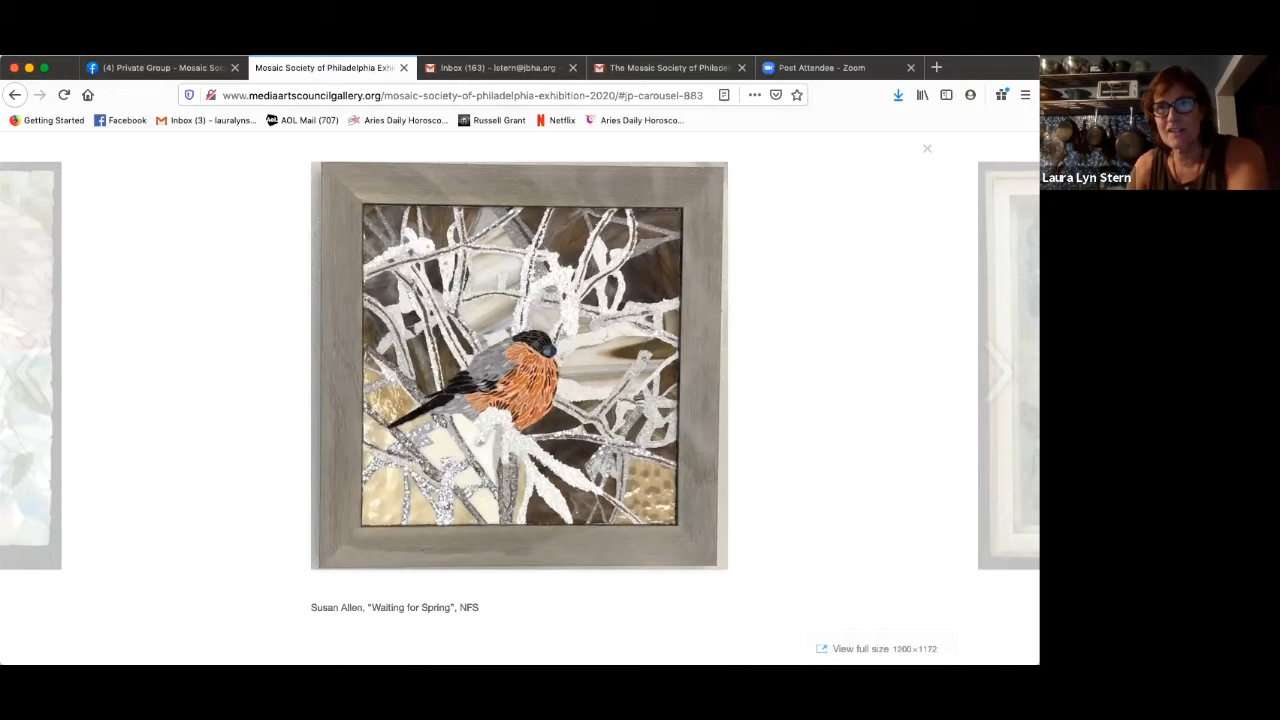 (4) Private Group - Mosaic Soc
Mosaic Society of Philadelphia Exhi
Inbox (163) - lstern@jbha.org -
The Mosaic Society of Philadel
Post Attendee - Zoom
www.mediaartscouncilgallery.org/mosaic-society-of-philadelphia-exhibition-2020/#jp-carousel-883
Getting Started
Facebook
Inbox (3) - lauralyns...
AOL Mail (707)
Aries Daily Horosco...
Russell Grant
Netflix
Aries Daily Horosco...
Laura Lyn Stern
Susan Allen, "Waiting for Spring", NFS
View full size 1200×1172